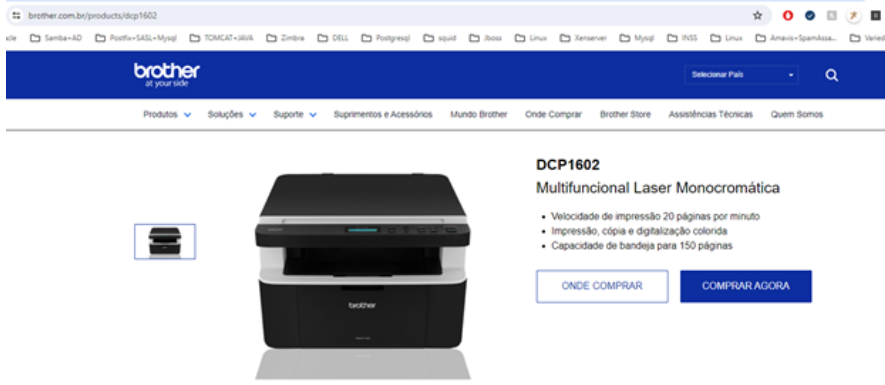 brother.com.br/products/dcp1602
Samba+AD Postfix+SASL+Mysql TOMCAT+JAVA Zimbra DELL Postgresql squid Jboss Linux Xenserver Mysql INSS Linux Amavis+SpamAssa...
brother
at your side
Selecionar País
Produtos Soluções Suporte Suprimentos e Acessórios Mundo Brother Onde Comprar Brother Store Assistências Técnicas Quem Somos
DCP1602
Multifuncional Laser Monocromática
• Velocidade de impressão 20 páginas por minuto
• Impressão, cópia e digitalização colorida
• Capacidade de bandeja para 150 páginas
ONDE COMPRAR COMPRAR AGORA
brother